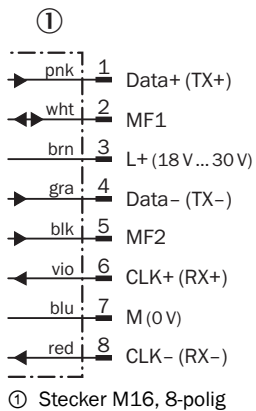 ①
pnk 1 Data+ (TX+)
wht 2 MF1
brn 3 L+ (18 V ... 30 V)
gra 4 Data– (TX–)
blk 5 MF2
vio 6 CLK+ (RX+)
blu 7 M (0 V)
red 8 CLK– (RX–)
① Stecker M16, 8-polig